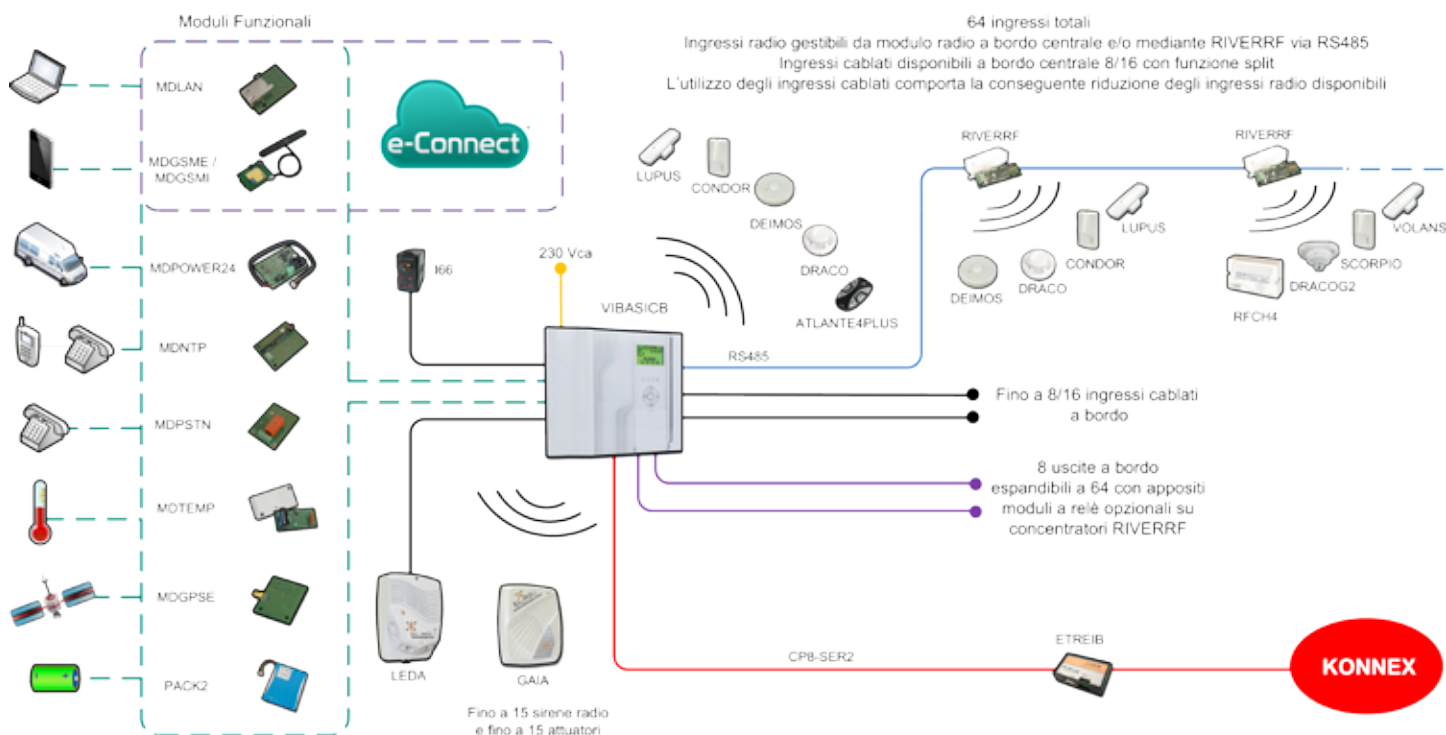 Moduli Funzionali
MDLAN
MDGSME /
MDGSMI
MDPOWER24
MDNTP
MDPSTN
MOTEMP
MDGPSE
PACK2
e-Connect
64 ingressi totali
Ingressi radio gestibili da modulo radio a bordo centrale e/o mediante RIVERRF via RS485
Ingressi cablati disponibili a bordo centrale 8/16 con funzione split
L'utilizzo degli ingressi cablati comporta la conseguente riduzione degli ingressi radio disponibili
LUPUS
CONDOR
DEIMOS
DRACO
ATLANTE4PLUS
RIVERRF
RIVERRF
LUPUS
CONDOR
DRACO
DEIMOS
VOLANS
SCORPIO
DRACOG2
RFCH4
I66
230 Vca
VIBASICB
RS485
Fino a 8/16 ingressi cablati
a bordo
8 uscite a bordo
espandibili a 64 con appositi
moduli a relè opzionali su
concentratori RIVERRF
LEDA
GAIA
Fino a 15 sirene radio
e fino a 15 attuatori
CP8-SER2
ETREIB
KONNEX